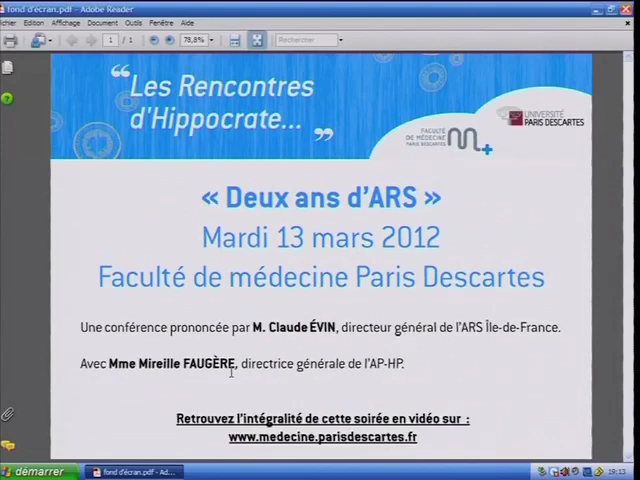 fond d'écran.pdf - Adobe Reader
Fichier Edition Affichage Document Outils Fenêtre Aide
1 / 1 78,8% Rechercher
“ Les Rencontres
d'Hippocrate... ”
FACULTÉ
DE MÉDECINE
PARIS DESCARTES
UNIVERSITÉ
PARIS DESCARTES
« Deux ans d'ARS »
Mardi 13 mars 2012
Faculté de médecine Paris Descartes
Une conférence prononcée par M. Claude ÉVIN, directeur général de l'ARS Île-de-France.
Avec Mme Mireille FAUGÈRE, directrice générale de l'AP-HP.
Retrouvez l'intégralité de cette soirée en vidéo sur :
www.medecine.parisdescartes.fr
démarrer fond d'écran.pdf - Ad... 19:13